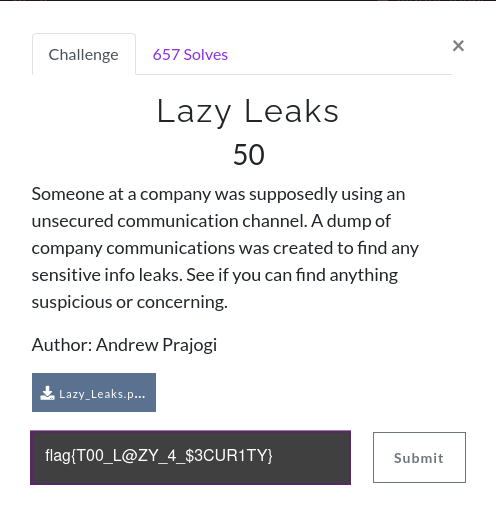 Challenge
657 Solves
×
Lazy Leaks
50
Someone at a company was supposedly using an
unsecured communication channel. A dump of
company communications was created to find any
sensitive info leaks. See if you can find anything
suspicious or concerning.
Author: Andrew Prajogi
Lazy_Leaks.p...
flag{T00_L@ZY_4_$3CUR1TY}
Submit